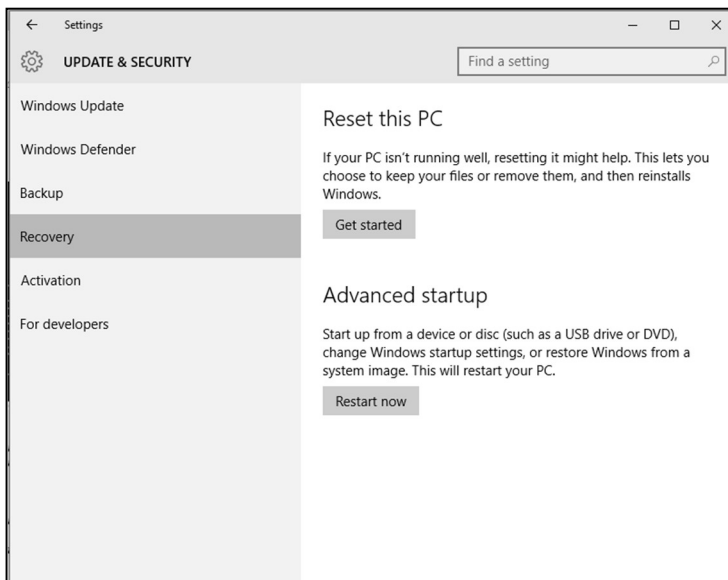 Settings
UPDATE & SECURITY
Find a setting
Windows Update
Windows Defender
Backup
Recovery
Activation
For developers
Reset this PC
If your PC isn't running well, resetting it might help. This lets you
choose to keep your files or remove them, and then reinstalls
Windows.
Get started
Advanced startup
Start up from a device or disc (such as a USB drive or DVD),
change Windows startup settings, or restore Windows from a
system image. This will restart your PC.
Restart now